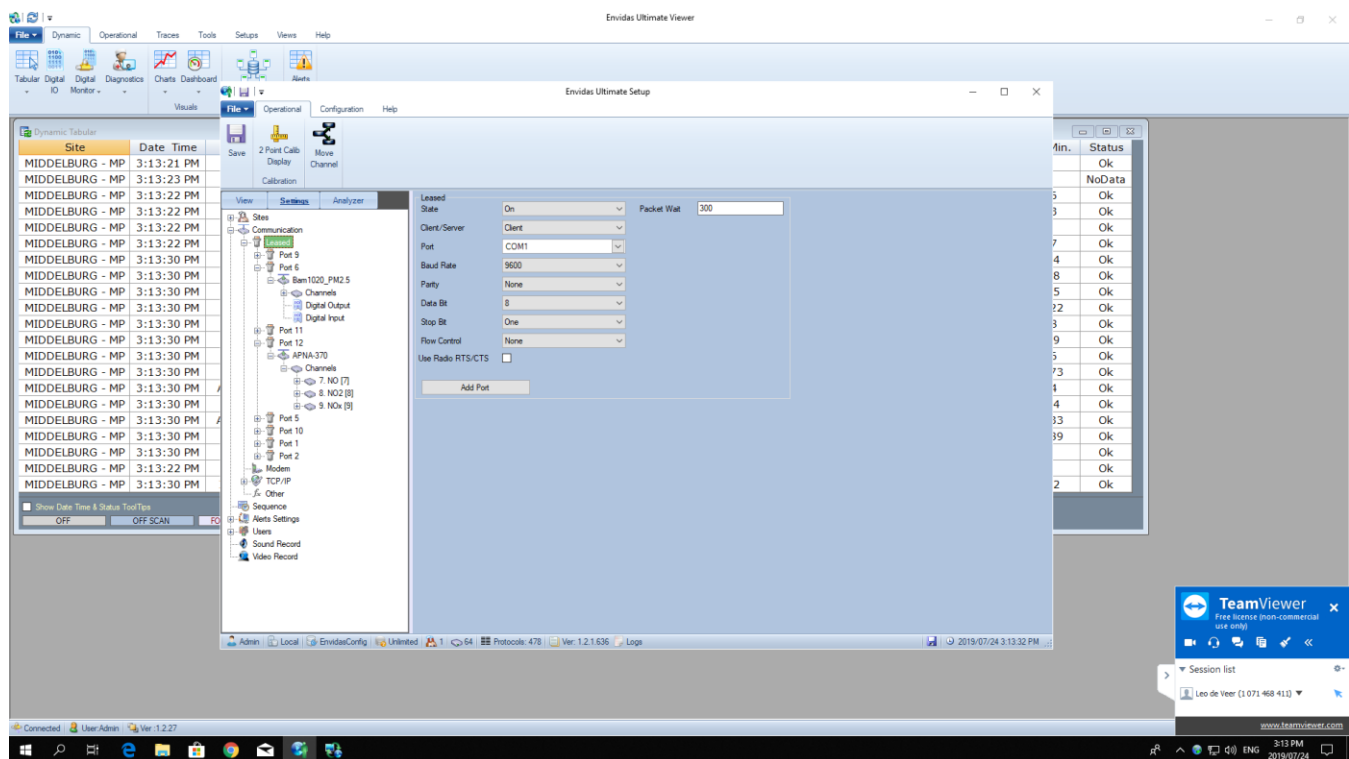 Envidas Ultimate Viewer
File Dynamic Operational Traces Tools Setups Views Help
Tabular Digital IO Digital Monitor Diagnostics Charts Dashboard Alerts
Visuals
Envidas Ultimate Setup
File Operational Configuration Help
Save 2 Point Calib Display Move Channel
Calibration
Dynamic Tabular
Site Date Time Min. Status
MIDDELBURG - MP 3:13:21 PM Ok
MIDDELBURG - MP 3:13:23 PM NoData
MIDDELBURG - MP 3:13:22 PM 5 Ok
MIDDELBURG - MP 3:13:22 PM 3 Ok
MIDDELBURG - MP 3:13:22 PM Ok
MIDDELBURG - MP 3:13:22 PM 7 Ok
MIDDELBURG - MP 3:13:30 PM 4 Ok
MIDDELBURG - MP 3:13:30 PM 8 Ok
MIDDELBURG - MP 3:13:30 PM 5 Ok
MIDDELBURG - MP 3:13:30 PM 22 Ok
MIDDELBURG - MP 3:13:30 PM 3 Ok
MIDDELBURG - MP 3:13:30 PM 9 Ok
MIDDELBURG - MP 3:13:30 PM 5 Ok
MIDDELBURG - MP 3:13:30 PM 73 Ok
MIDDELBURG - MP 3:13:30 PM Ok
MIDDELBURG - MP 3:13:30 PM 4 Ok
MIDDELBURG - MP 3:13:30 PM 33 Ok
MIDDELBURG - MP 3:13:30 PM 39 Ok
MIDDELBURG - MP 3:13:30 PM Ok
MIDDELBURG - MP 3:13:22 PM Ok
MIDDELBURG - MP 3:13:30 PM 2 Ok
Show Date Time & Status ToolTips
OFF OFF SCAN FO
View Settings Analyzer
Sites
Communication
Leased
Port 9
Port 6
Bam1020_PM2.5
Channels
Digital Output
Digital Input
Port 11
Port 12
APNA-370
Channels
7. NO [7]
8. NO2 [8]
9. NOx [9]
Port 5
Port 10
Port 1
Port 2
Modem
TCP/IP
Other
Sequence
Alerts Settings
Users
Sound Record
Video Record
Leased
State On Packet Wait 300
Client/Server Client
Port COM1
Baud Rate 9600
Parity None
Data Bit 8
Stop Bit One
Flow Control None
Use Radio RTS/CTS
Add Port
Admin Local EnvidasConfig Unlimited 1 64 Protocols: 478 Ver: 1.2.1.636 Logs 2019/07/24 3:13:32 PM
TeamViewer
Free license (non-commercial
use only)
Session list
Leo de Veer (1 071 468 411)
www.teamviewer.com
Connected User:Admin Ver :1.2.27
ENG 3:13 PM
2019/07/24